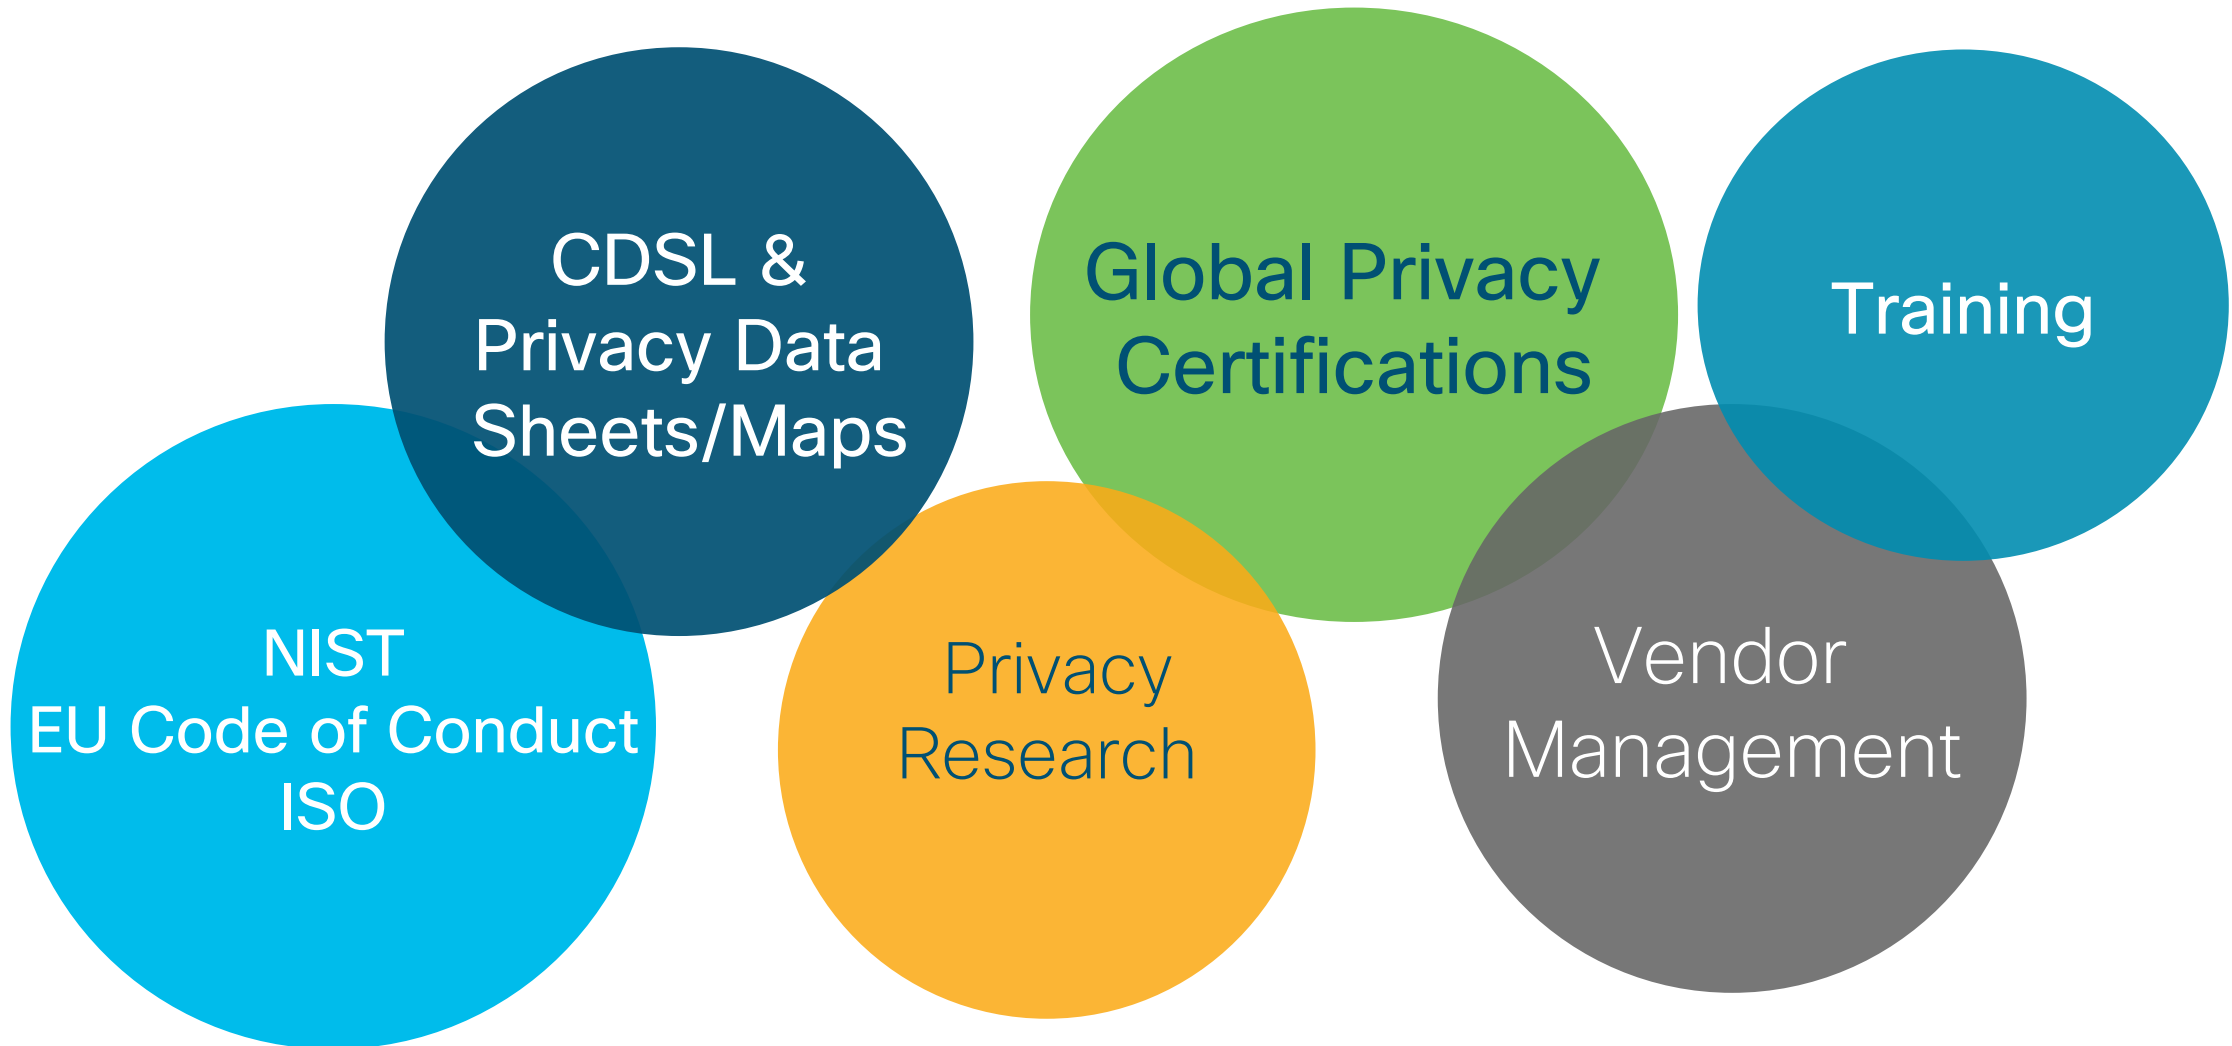 CDSL &
Privacy Data
Sheets/Maps
Global Privacy
Certifications
Training
NIST
EU Code of Conduct
ISO
Privacy
Research
Vendor
Management